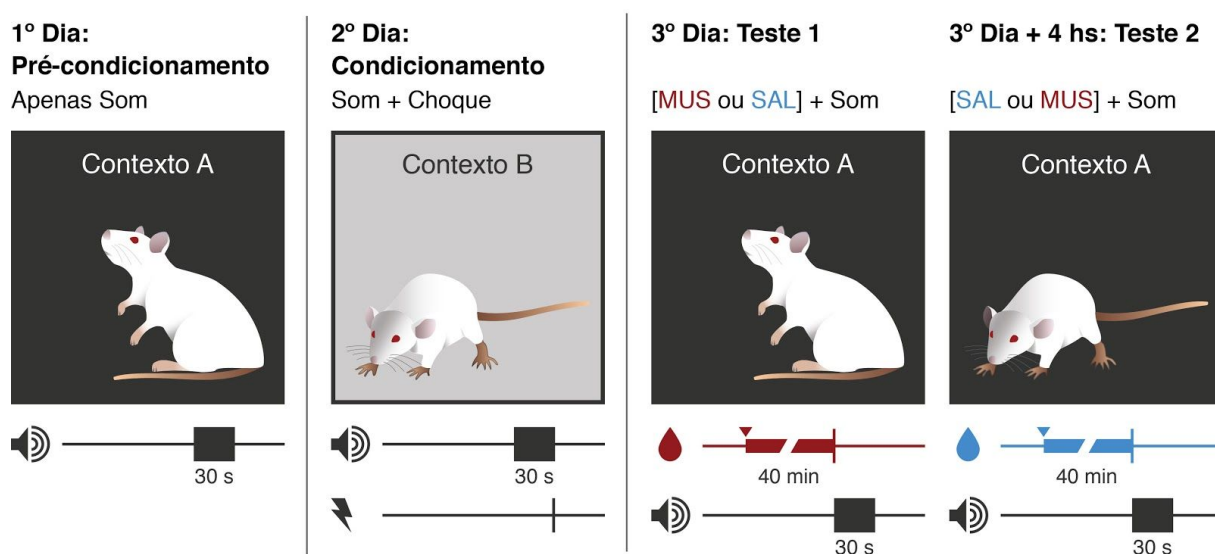 1º Dia:
Pré-condicionamento
Apenas Som
Contexto A
30 s
2º Dia:
Condicionamento
Som + Choque
Contexto B
30 s
3º Dia: Teste 1
[MUS ou SAL] + Som
Contexto A
40 min
30 s
3º Dia + 4 hs: Teste 2
[SAL ou MUS] + Som
Contexto A
40 min
30 s